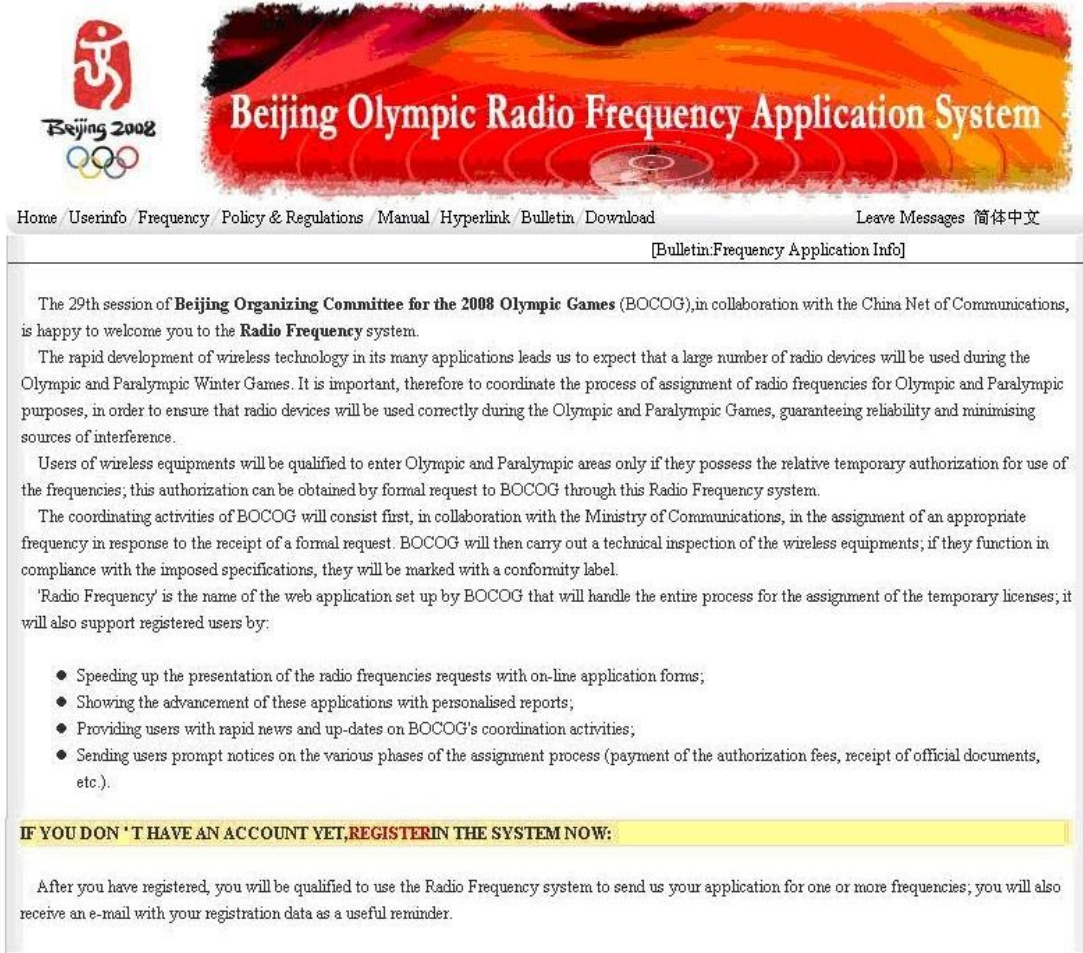 Beijing 2008
Beijing Olympic Radio Frequency Application System
Home / Userinfo / Frequency / Policy & Regulations / Manual / Hyperlink / Bulletin / Download Leave Messages 简体中文
[Bulletin:Frequency Application Info]
The 29th session of Beijing Organizing Committee for the 2008 Olympic Games (BOCOG),in collaboration with the China Net of Communications,
is happy to welcome you to the Radio Frequency system.
The rapid development of wireless technology in its many applications leads us to expect that a large number of radio devices will be used during the
Olympic and Paralympic Winter Games. It is important, therefore to coordinate the process of assignment of radio frequencies for Olympic and Paralympic
purposes, in order to ensure that radio devices will be used correctly during the Olympic and Paralympic Games, guaranteeing reliability and minimising
sources of interference.
Users of wireless equipments will be qualified to enter Olympic and Paralympic areas only if they possess the relative temporary authorization for use of
the frequencies; this authorization can be obtained by formal request to BOCOG through this Radio Frequency system.
The coordinating activities of BOCOG will consist first, in collaboration with the Ministry of Communications, in the assignment of an appropriate
frequency in response to the receipt of a formal request. BOCOG will then carry out a technical inspection of the wireless equipments; if they function in
compliance with the imposed specifications, they will be marked with a conformity label.
'Radio Frequency' is the name of the web application set up by BOCOG that will handle the entire process for the assignment of the temporary licenses; it
will also support registered users by:
● Speeding up the presentation of the radio frequencies requests with on-line application forms;
● Showing the advancement of these applications with personalised reports;
● Providing users with rapid news and up-dates on BOCOG's coordination activities;
● Sending users prompt notices on the various phases of the assignment process (payment of the authorization fees, receipt of official documents,
etc.).
IF YOU DON ' T HAVE AN ACCOUNT YET,REGISTERIN THE SYSTEM NOW:
After you have registered, you will be qualified to use the Radio Frequency system to send us your application for one or more frequencies; you will also
receive an e-mail with your registration data as a useful reminder.